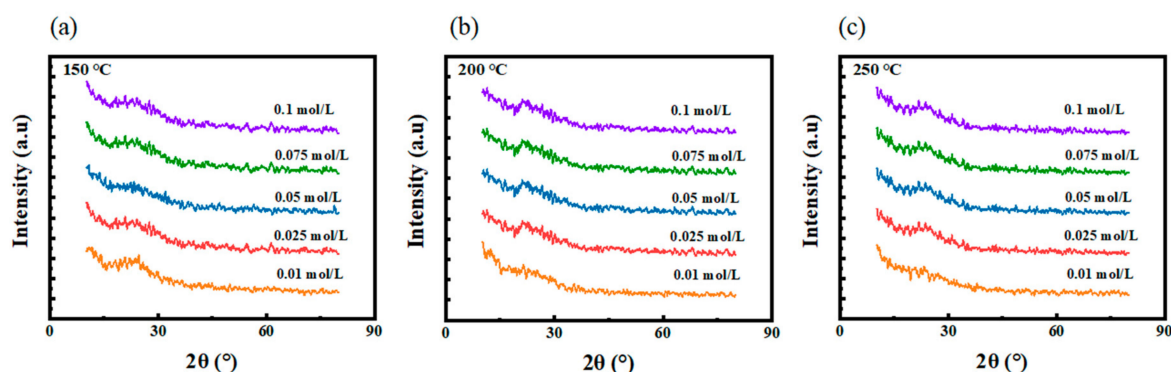 (a)
150 °C
0.1 mol/L
0.075 mol/L
0.05 mol/L
0.025 mol/L
0.01 mol/L
Intensity (a.u)
0
30
60
90
2θ (°)
(b)
200 °C
0.1 mol/L
0.075 mol/L
0.05 mol/L
0.025 mol/L
0.01 mol/L
Intensity (a.u)
0
30
60
90
2θ (°)
(c)
250 °C
0.1 mol/L
0.075 mol/L
0.05 mol/L
0.025 mol/L
0.01 mol/L
Intensity (a.u)
0
30
60
90
2θ (°)